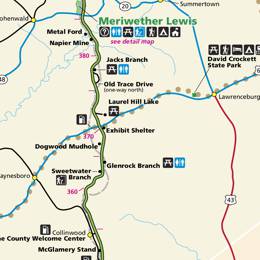 Summertown
ohenwald
Meriwether Lewis
see detail map
Metal Ford
Napier Mine
380
Jacks Branch
David Crockett
State Park
Old Trace Drive
(one-way north)
Lawrenceburg
Laurel Hill Lake
Exhibit Shelter
370
Dogwood Mudhole
Glenrock Branch
Sweetwater
Branch
aynesboro
360
43
Collinwood
ne County Welcome Center
McGlamery Stand